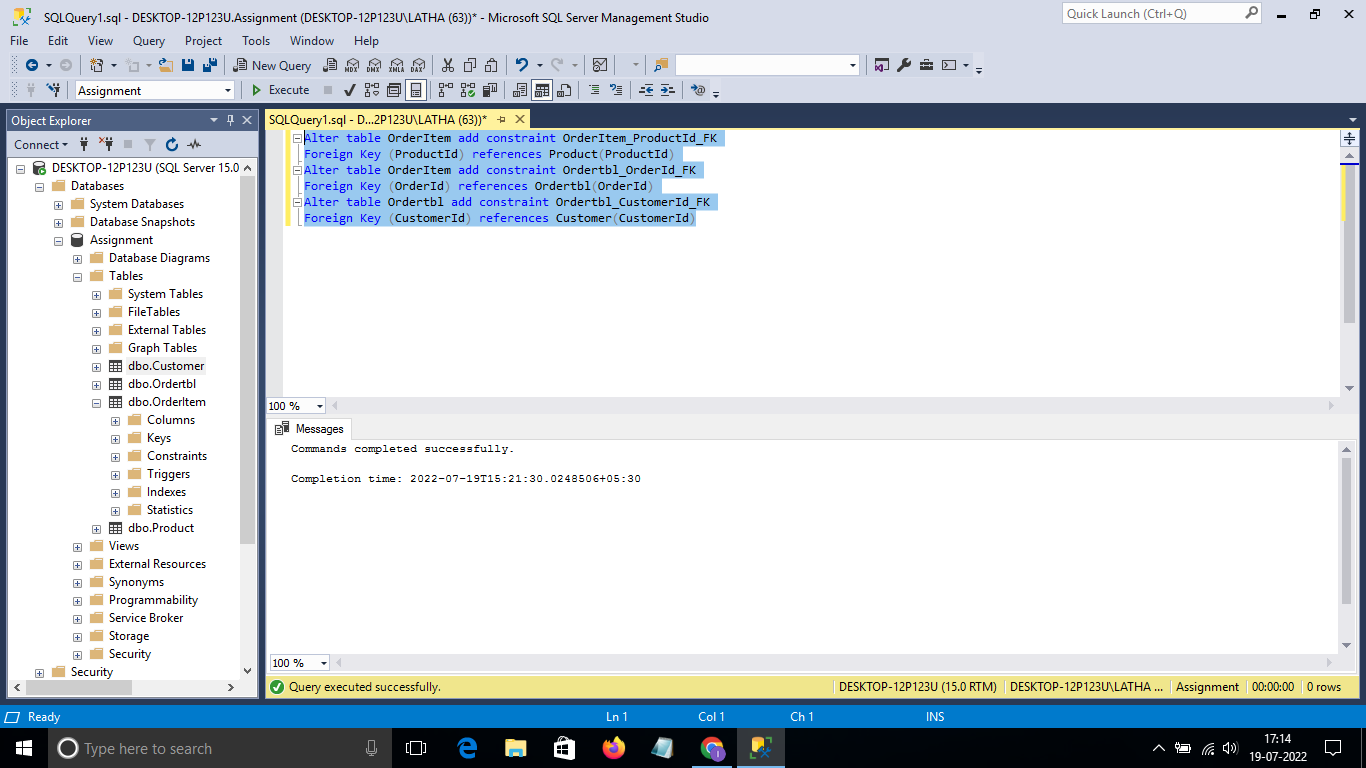 SQLQuery1.sql - DESKTOP-12P123U.Assignment (DESKTOP-12P123U\LATHA (63))* - Microsoft SQL Server Management Studio
Quick Launch (Ctrl+Q)
File Edit View Query Project Tools Window Help
New Query MDX DMX XMLA DAX
Assignment Execute
Object Explorer
Connect
DESKTOP-12P123U (SQL Server 15.0
Databases
System Databases
Database Snapshots
Assignment
Database Diagrams
Tables
System Tables
FileTables
External Tables
Graph Tables
dbo.Customer
dbo.Ordertbl
dbo.OrderItem
Columns
Keys
Constraints
Triggers
Indexes
Statistics
dbo.Product
Views
External Resources
Synonyms
Programmability
Service Broker
Storage
Security
Security
SQLQuery1.sql - D...2P123U\LATHA (63))*
Alter table OrderItem add constraint OrderItem_ProductId_FK
Foreign Key (ProductId) references Product(ProductId)
Alter table OrderItem add constraint Ordertbl_OrderId_FK
Foreign Key (OrderId) references Ordertbl(OrderId)
Alter table Ordertbl add constraint Ordertbl_CustomerId_FK
Foreign Key (CustomerId) references Customer(CustomerId)
100 %
Messages
Commands completed successfully.
Completion time: 2022-07-19T15:21:30.0248506+05:30
100 %
Query executed successfully. DESKTOP-12P123U (15.0 RTM) DESKTOP-12P123U\LATHA ... Assignment 00:00:00 0 rows
Ready Ln 1 Col 1 Ch 1 INS
Type here to search
17:14
19-07-2022